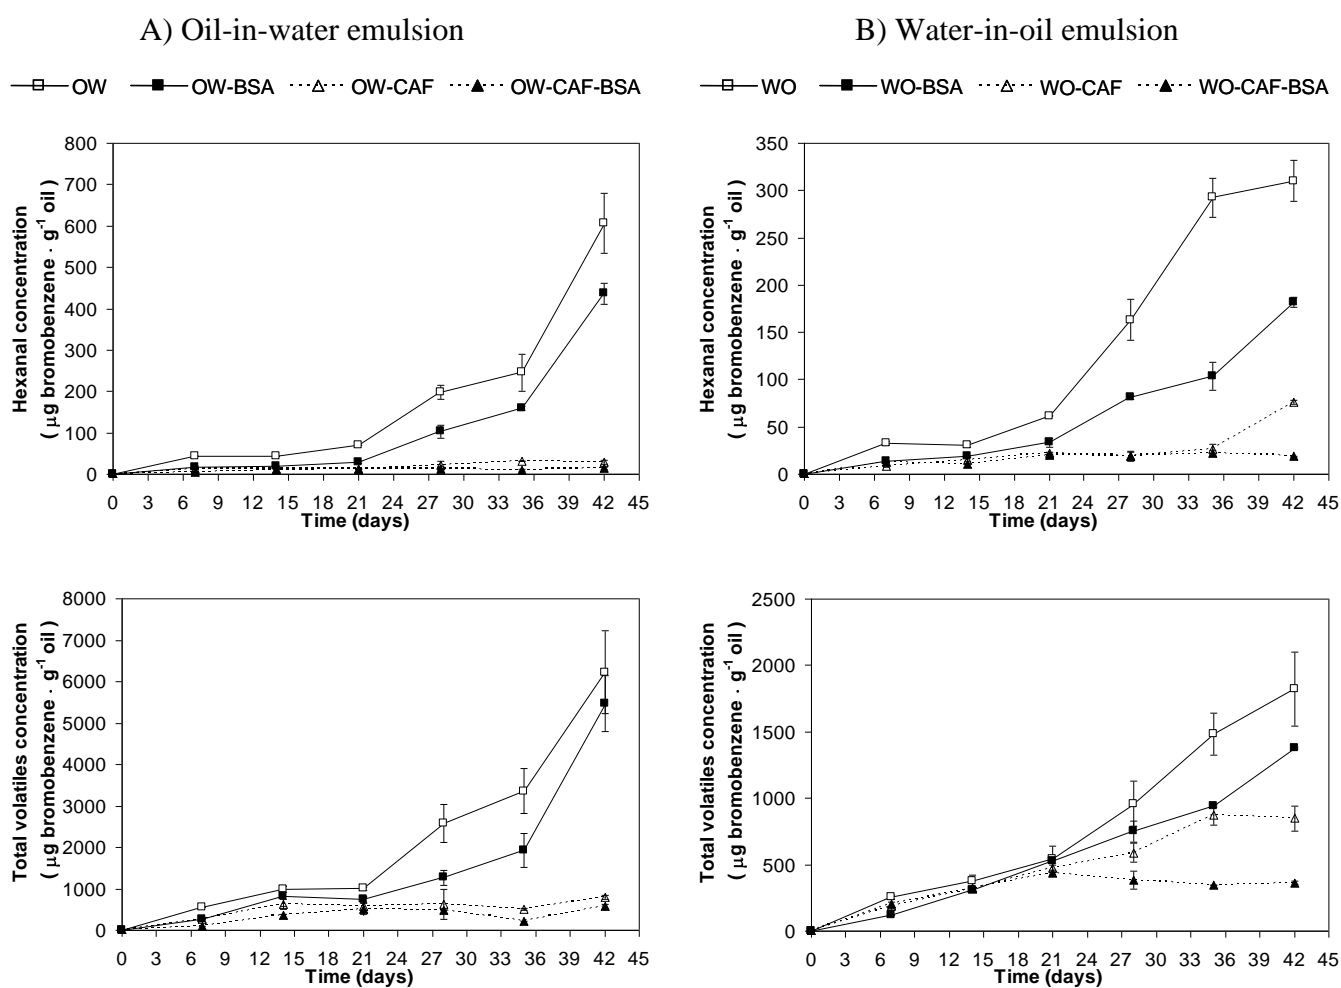 A) Oil-in-water emulsion
OW OW-BSA OW-CAF OW-CAF-BSA
800
700
600
500
400
300
200
100
0
Hexanal concentration
( μg bromobenzene · g-1 oil )
0 3 6 9 12 15 18 21 24 27 30 33 36 39 42 45
Time (days)
8000
7000
6000
5000
4000
3000
2000
1000
0
Total volatiles concentration
( μg bromobenzene · g-1 oil )
0 3 6 9 12 15 18 21 24 27 30 33 36 39 42 45
Time (days)
B) Water-in-oil emulsion
WO WO-BSA WO-CAF WO-CAF-BSA
350
300
250
200
150
100
50
0
Hexanal concentration
( μg bromobenzene · g-1 oil )
0 3 6 9 12 15 18 21 24 27 30 33 36 39 42 45
Time (days)
2500
2000
1500
1000
500
0
Total volatiles concentration
( μg bromobenzene · g-1 oil )
0 3 6 9 12 15 18 21 24 27 30 33 36 39 42 45
Time (days)